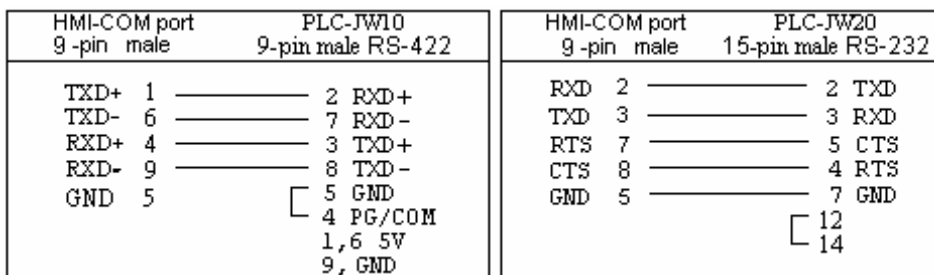 HMI-COM port PLC-JW10
9-pin male 9-pin male RS-422
TXD+ 1 2 RXD+
TXD- 6 7 RXD-
RXD+ 4 3 TXD+
RXD- 9 8 TXD-
GND 5 5 GND
4 PG/COM
1,6 5V
9, GND
HMI-COM port PLC-JW20
9-pin male 15-pin male RS-232
RXD 2 2 TXD
TXD 3 3 RXD
RTS 7 5 CTS
CTS 8 4 RTS
GND 5 7 GND
12
14